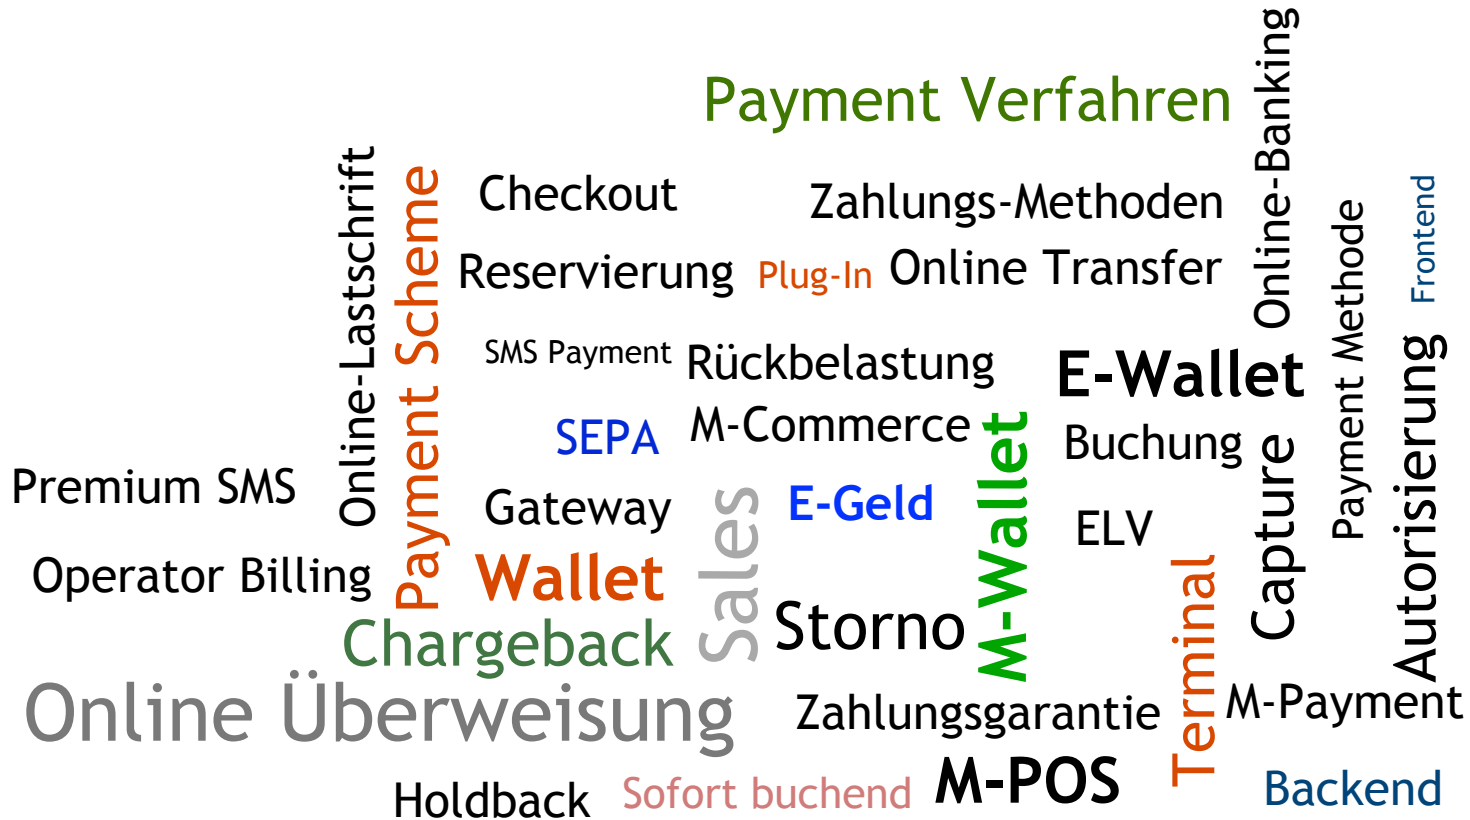 Payment Verfahren
Online-Banking
Online-Lastschrift
Payment Scheme
Checkout
Zahlungs-Methoden
Frontend
Payment Methode
Reservierung
Plug-In
Online Transfer
SMS Payment
Rückbelastung
E-Wallet
Autorisierung
SEPA
M-Commerce
M-Wallet
Buchung
Capture
Premium SMS
Gateway
Sales
E-Geld
ELV
Operator Billing
Wallet
Terminal
Chargeback
Storno
Online Überweisung
Zahlungsgarantie
M-Payment
Holdback
Sofort buchend
M-POS
Backend